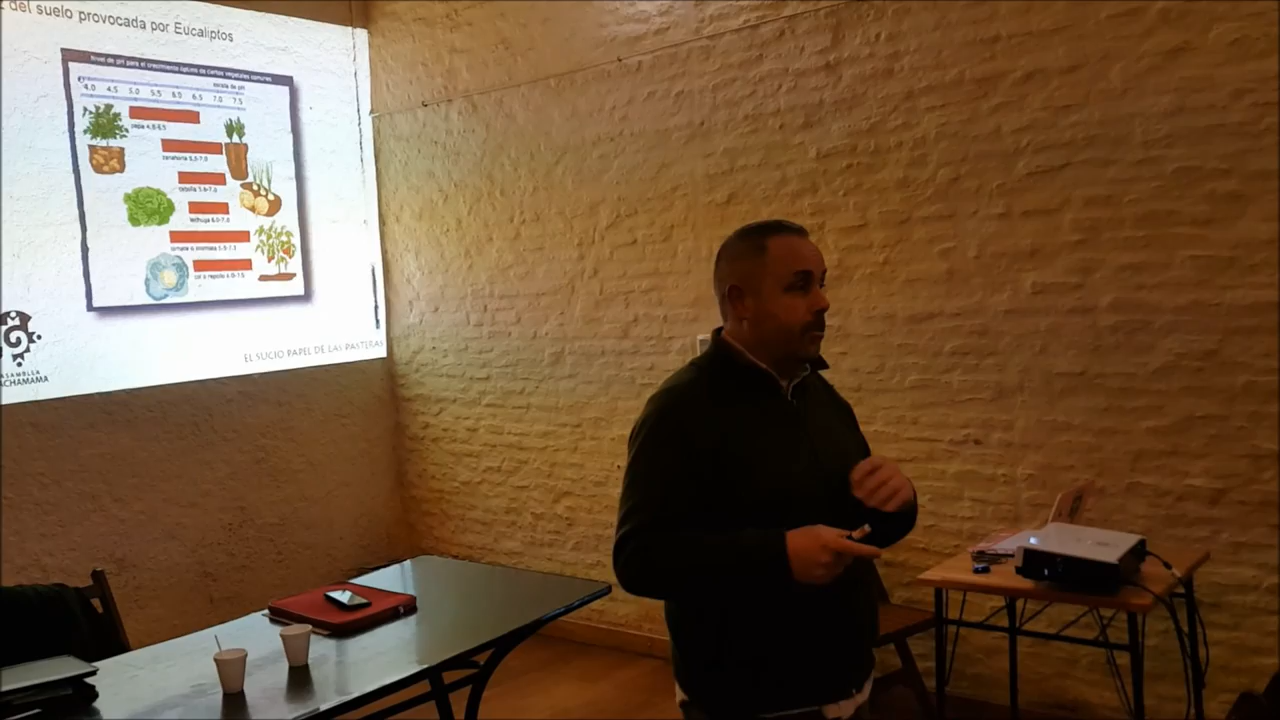 del suelo provocada por Eucaliptos
Nivel de pH para el crecimiento óptimo de ciertos vegetales comunes
escala de pH
4.0 4.5 5.0 5.5 6.0 6.5 7.0 7.5
papa 4.8-6.5
zanahoria 5.5-7.0
cebolla 5.8-7.0
lechuga 6.0-7.0
tomate o jitomate 5.5-7.5
col o repollo 6.0-7.5
EL SUCIO PAPEL DE LAS PASTERAS
ASAMBLEA
ACHAMAMA